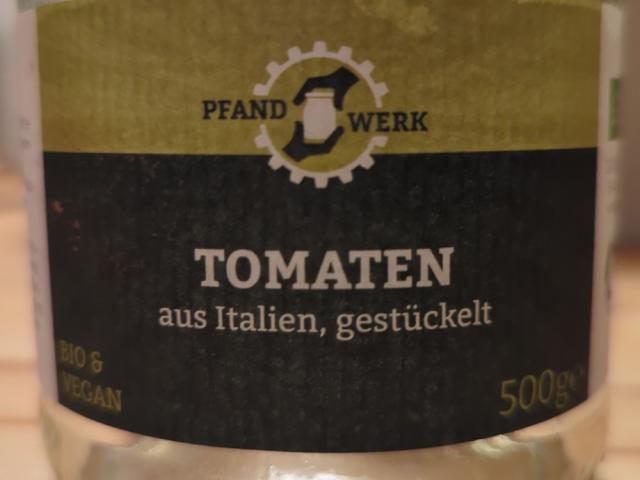 PFAND WERK
TOMATEN
aus Italien, gestückelt
BIO &
VEGAN
500g